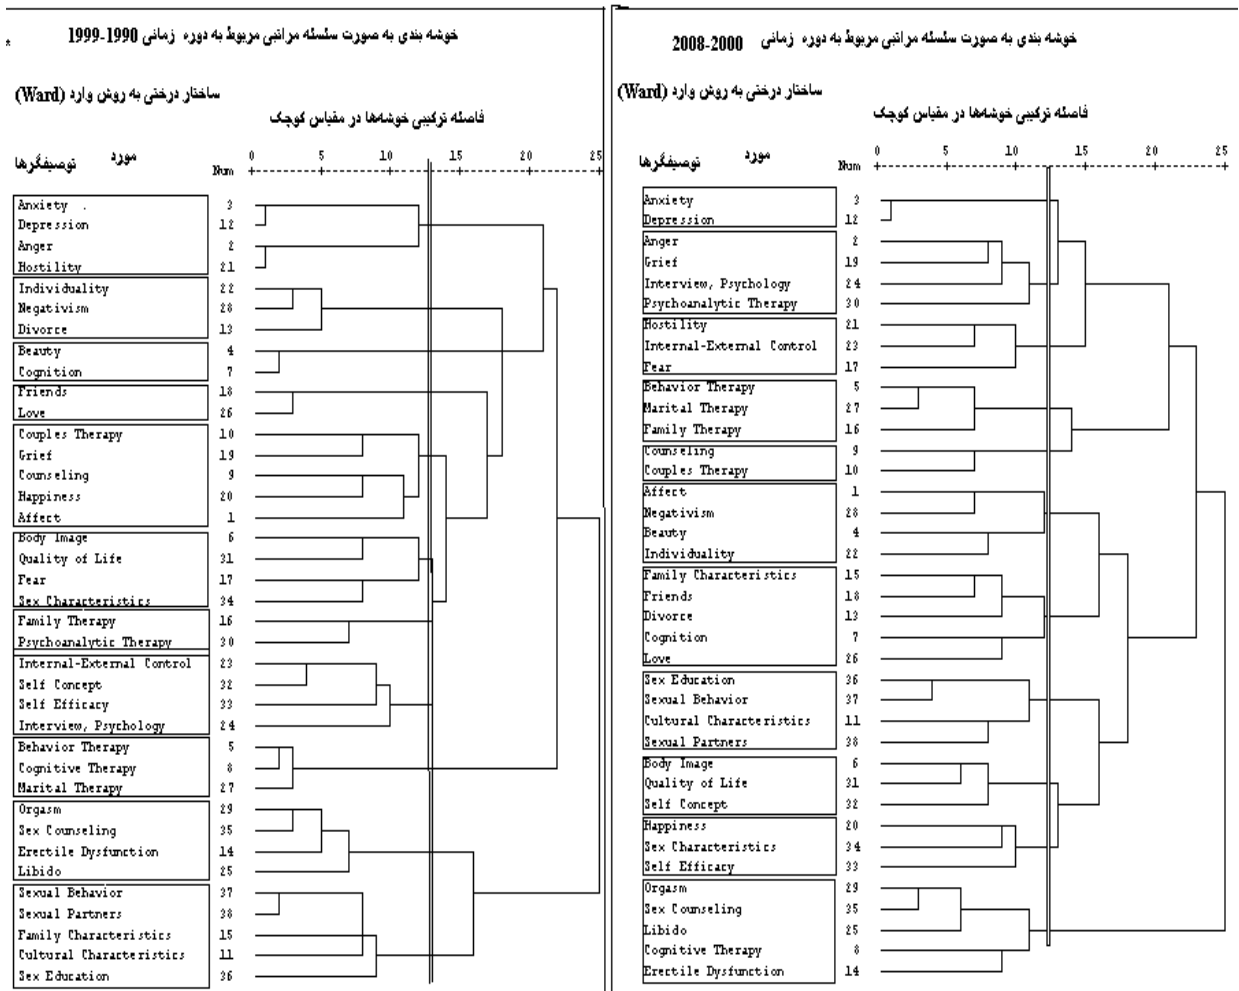 خوشه بندی به صورت سلسله مراتبی مربوط به دوره زمانی 1990-1999
*
ساختار درختی به روش وارد (Ward)
فاصله ترکیبی خوشه‌ها در مقیاس کوچک
توصیفگرها مورد Num 0 5 10 15 20 25
Anxiety 3
Depression 12
Anger 2
Hostility 21
Individuality 22
Negativism 28
Divorce 13
Beauty 4
Cognition 7
Friends 18
Love 26
Couples Therapy 10
Grief 19
Counseling 9
Happiness 20
Affect 1
Body Image 6
Quality of Life 31
Fear 17
Sex Characteristics 34
Family Therapy 16
Psychoanalytic Therapy 30
Internal-External Control 23
Self Concept 32
Self Efficacy 33
Interview, Psychology 24
Behavior Therapy 5
Cognitive Therapy 8
Marital Therapy 27
Orgasm 29
Sex Counseling 35
Erectile Dysfunction 14
Libido 25
Sexual Behavior 37
Sexual Partners 38
Family Characteristics 15
Cultural Characteristics 11
Sex Education 36
خوشه بندی به صورت سلسله مراتبی مربوط به دوره زمانی 2000-2008
ساختار درختی به روش وارد (Ward)
فاصله ترکیبی خوشه‌ها در مقیاس کوچک
توصیفگرها مورد Num 0 5 10 15 20 25
Anxiety 3
Depression 12
Anger 2
Grief 19
Interview, Psychology 24
Psychoanalytic Therapy 30
Hostility 21
Internal-External Control 23
Fear 17
Behavior Therapy 5
Marital Therapy 27
Family Therapy 16
Counseling 9
Couples Therapy 10
Affect 1
Negativism 28
Beauty 4
Individuality 22
Family Characteristics 15
Friends 18
Divorce 13
Cognition 7
Love 26
Sex Education 36
Sexual Behavior 37
Cultural Characteristics 11
Sexual Partners 38
Body Image 6
Quality of Life 31
Self Concept 32
Happiness 20
Sex Characteristics 34
Self Efficacy 33
Orgasm 29
Sex Counseling 35
Libido 25
Cognitive Therapy 8
Erectile Dysfunction 14